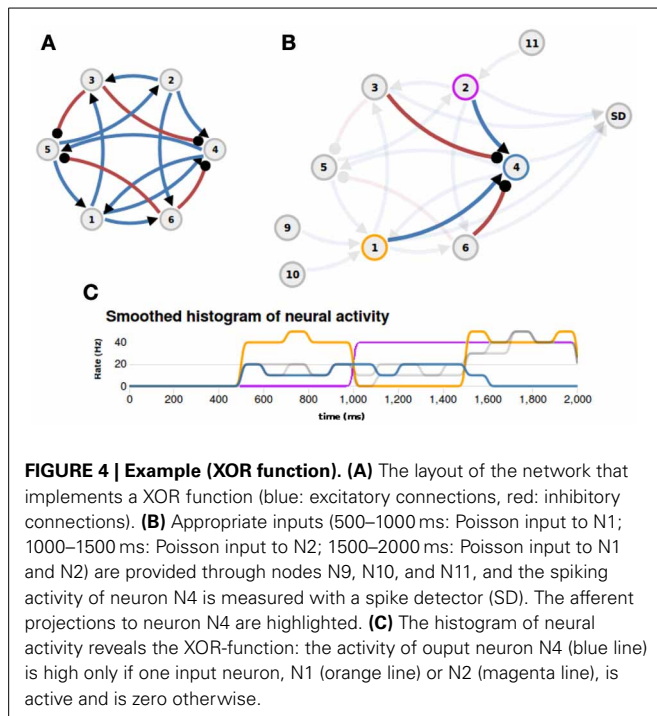 A
3
2
5
4
1
6
B
11
3
2
SD
5
4
9
1
6
10
C
Smoothed histogram of neural activity
Rate (Hz)
40
20
0
0 200 400 600 800 1,000 1,200 1,400 1,600 1,800 2,000
time (ms)
FIGURE 4 | Example (XOR function). (A) The layout of the network that
implements a XOR function (blue: excitatory connections, red: inhibitory
connections). (B) Appropriate inputs (500–1000 ms: Poisson input to N1;
1000–1500 ms: Poisson input to N2; 1500–2000 ms: Poisson input to N1
and N2) are provided through nodes N9, N10, and N11, and the spiking
activity of neuron N4 is measured with a spike detector (SD). The afferent
projections to neuron N4 are highlighted. (C) The histogram of neural
activity reveals the XOR-function: the activity of ouput neuron N4 (blue line)
is high only if one input neuron, N1 (orange line) or N2 (magenta line), is
active and is zero otherwise.